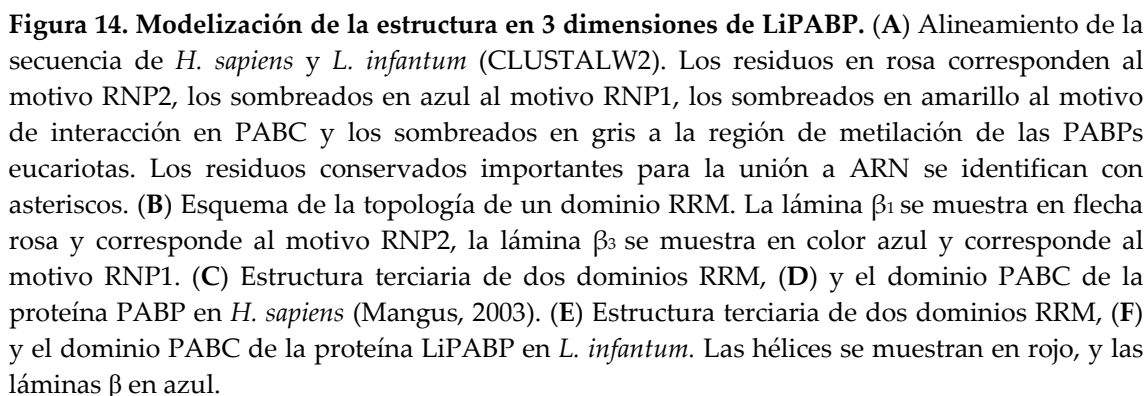 Figura 14. Modelización de la estructura en 3 dimensiones de LiPABP. (A) Alineamiento de la
secuencia de H. sapiens y L. infantum (CLUSTALW2). Los residuos en rosa corresponden al
motivo RNP2, los sombreados en azul al motivo RNP1, los sombreados en amarillo al motivo
de interacción en PABC y los sombreados en gris a la región de metilación de las PABPs
eucariotas. Los residuos conservados importantes para la unión a ARN se identifican con
asteriscos. (B) Esquema de la topología de un dominio RRM. La lámina β1 se muestra en flecha
rosa y corresponde al motivo RNP2, la lámina β3 se muestra en color azul y corresponde al
motivo RNP1. (C) Estructura terciaria de dos dominios RRM, (D) y el dominio PABC de la
proteína PABP en H. sapiens (Mangus, 2003). (E) Estructura terciaria de dos dominios RRM, (F)
y el dominio PABC de la proteína LiPABP en L. infantum. Las hélices se muestran en rojo, y las
láminas β en azul.